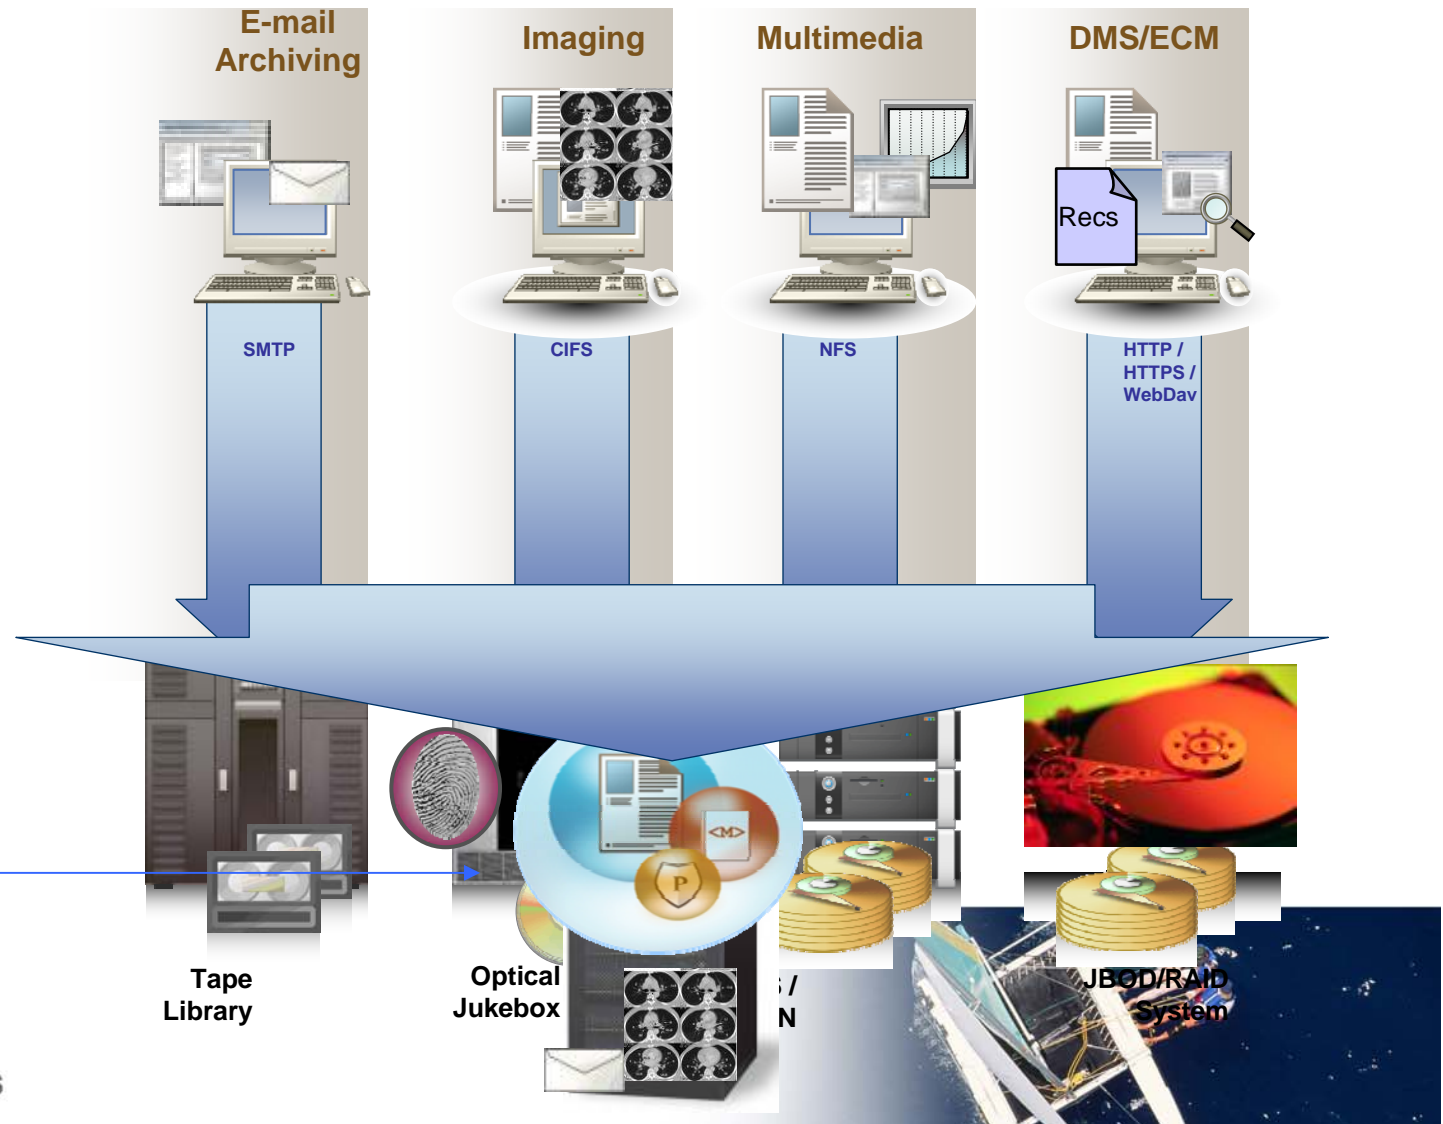 E-mail
Archiving
Imaging
Multimedia
DMS/ECM
Recs
SMTP
CIFS
NFS
HTTP /
HTTPS /
WebDav
<M>
P
Tape
Library
Optical
Jukebox
/
N
JBOD/RAID
System
s